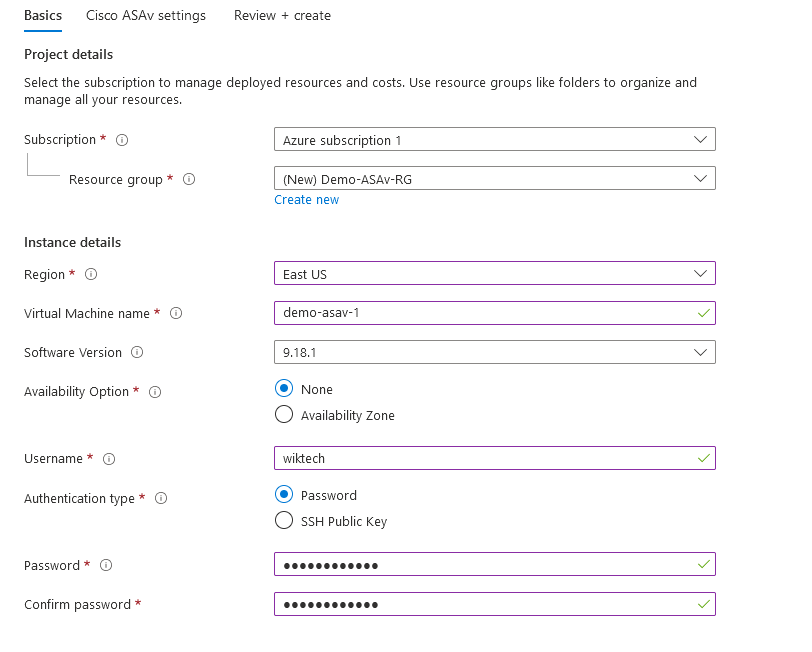 Basics Cisco ASAv settings Review + create
Project details
Select the subscription to manage deployed resources and costs. Use resource groups like folders to organize and
manage all your resources.
Subscription * Azure subscription 1
Resource group * (New) Demo-ASAv-RG
Create new
Instance details
Region * East US
Virtual Machine name * demo-asav-1
Software Version 9.18.1
Availability Option * None
Availability Zone
Username * wiktech
Authentication type * Password
SSH Public Key
Password * ●●●●●●●●●●●●
Confirm password * ●●●●●●●●●●●●